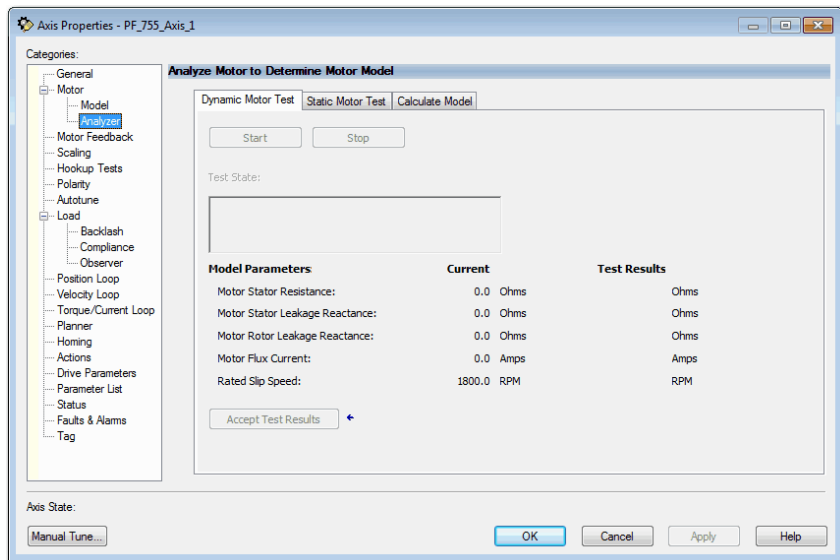 Axis Properties - PF_755_Axis_1
Categories:
General
Motor
Model
Analyzer
Motor Feedback
Scaling
Hookup Tests
Polarity
Autotune
Load
Backlash
Compliance
Observer
Position Loop
Velocity Loop
Torque/Current Loop
Planner
Homing
Actions
Drive Parameters
Parameter List
Status
Faults & Alarms
Tag
Analyze Motor to Determine Motor Model
Dynamic Motor Test Static Motor Test Calculate Model
Start Stop
Test State:
Model Parameters: Current Test Results
Motor Stator Resistance: 0.0 Ohms Ohms
Motor Stator Leakage Reactance: 0.0 Ohms Ohms
Motor Rotor Leakage Reactance: 0.0 Ohms Ohms
Motor Flux Current: 0.0 Amps Amps
Rated Slip Speed: 1800.0 RPM RPM
Accept Test Results
Axis State:
Manual Tune... OK Cancel Apply Help